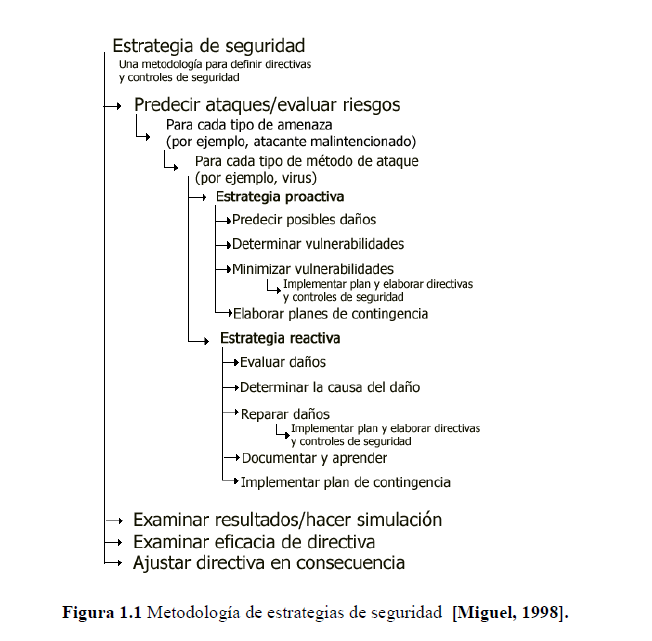 Estrategia de seguridad
Una metodología para definir directivas
y controles de seguridad
Predecir ataques/evaluar riesgos
Para cada tipo de amenaza
(por ejemplo, atacante malintencionado)
Para cada tipo de método de ataque
(por ejemplo, virus)
Estrategia proactiva
Predecir posibles daños
Determinar vulnerabilidades
Minimizar vulnerabilidades
Implementar plan y elaborar directivas
y controles de seguridad
Elaborar planes de contingencia
Estrategia reactiva
Evaluar daños
Determinar la causa del daño
Reparar daños
Implementar plan y elaborar directivas
y controles de seguridad
Documentar y aprender
Implementar plan de contingencia
Examinar resultados/hacer simulación
Examinar eficacia de directiva
Ajustar directiva en consecuencia
Figura 1.1 Metodología de estrategias de seguridad [Miguel, 1998].